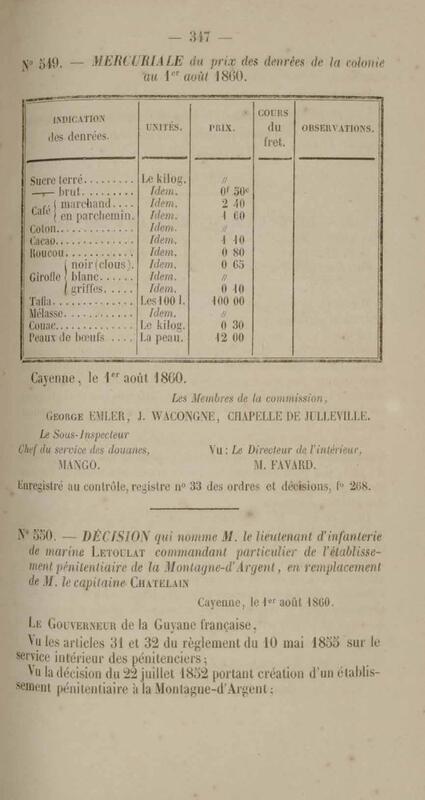 — 347 —
N° 549. — MERCURIALE du prix des denrées de la colonie
au 1er août 1860.
INDICATION des denrées. | UNITÉS. | PRIX. | COURS du fret. | OBSERVATIONS.
Sucre terré......... Le kilog. //
— brut......... Idem. 0f 50c
Café { marchand.... Idem. 2 40
{ en parchemin. Idem. 1 60
Coton............ Idem. //
Cacao............ Idem. 1 10
Roucou.......... Idem. 0 80
Girofle { noir (clous). Idem. 0 65
{ blanc...... Idem. //
{ griffes..... Idem. 0 10
Tafia............ Les 100 l. 100 00
Mélasse.......... Idem. //
Couac............ Le kilog. 0 30
Peaux de bœufs .... La peau. 12 00
Cayenne, le 1er août 1860.
Les Membres de la commission,
GEORGE EMLER, J. WACONGNE, CHAPELLE DE JULLEVILLE.
Le Sous-Inspecteur
Chef du service des douanes, Vu : Le Directeur de l'intérieur,
MANGO. M. FAVARD.
Enregistré au contrôle, registre n° 33 des ordres et décisions, f° 268.
N° 550. — DÉCISION qui nomme M. le lieutenant d'infanterie
de marine LETOULAT commandant particulier de l'établisse-
ment pénitentiaire de la Montagne-d'Argent, en remplacement
de M. le capitaine CHATELAIN
Cayenne, le 1er août 1860.
LE GOUVERNEUR de la Guyane française,
Vu les articles 31 et 32 du règlement du 10 mai 1855 sur le
service intérieur des pénitenciers ;
Vu la décision du 22 juillet 1852 portant création d'un établis-
sement pénitentiaire à la Montagne-d'Argent ;